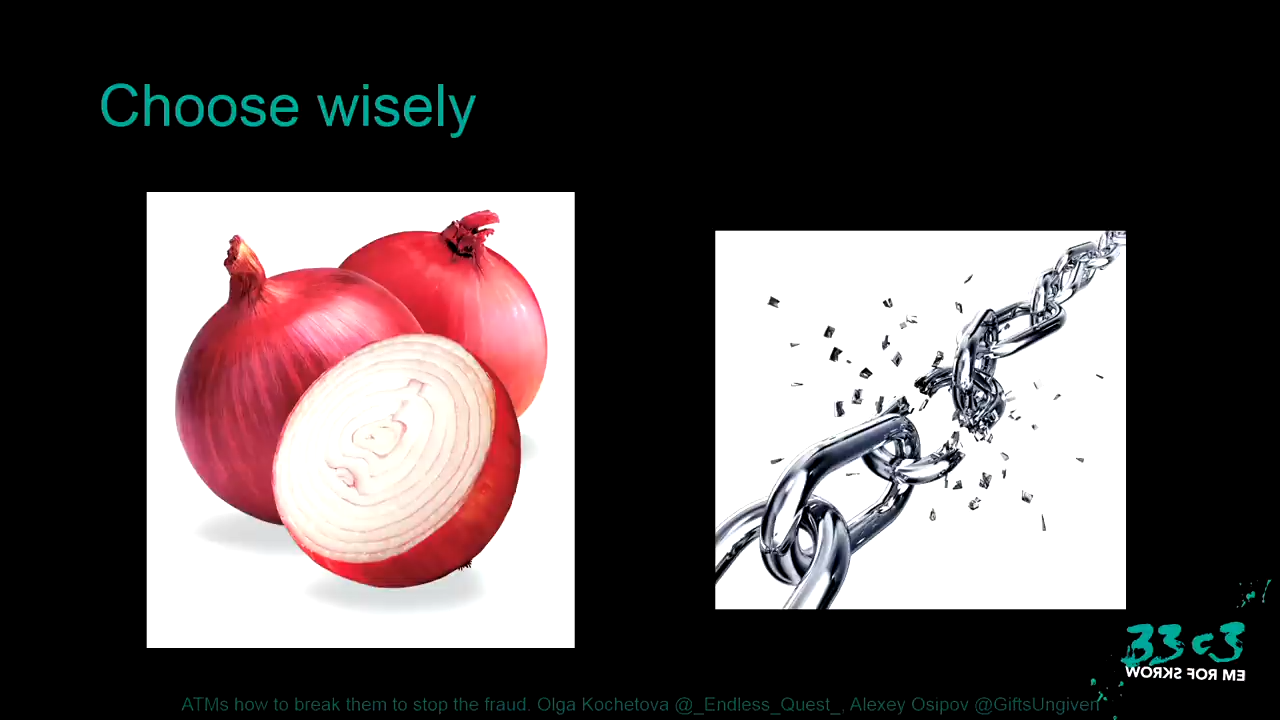 Choose wisely
33c3
WORKS FOR ME
ATMs how to break them to stop the fraud. Olga Kochetova @_Endless_Quest_, Alexey Osipov @GiftsUngiven